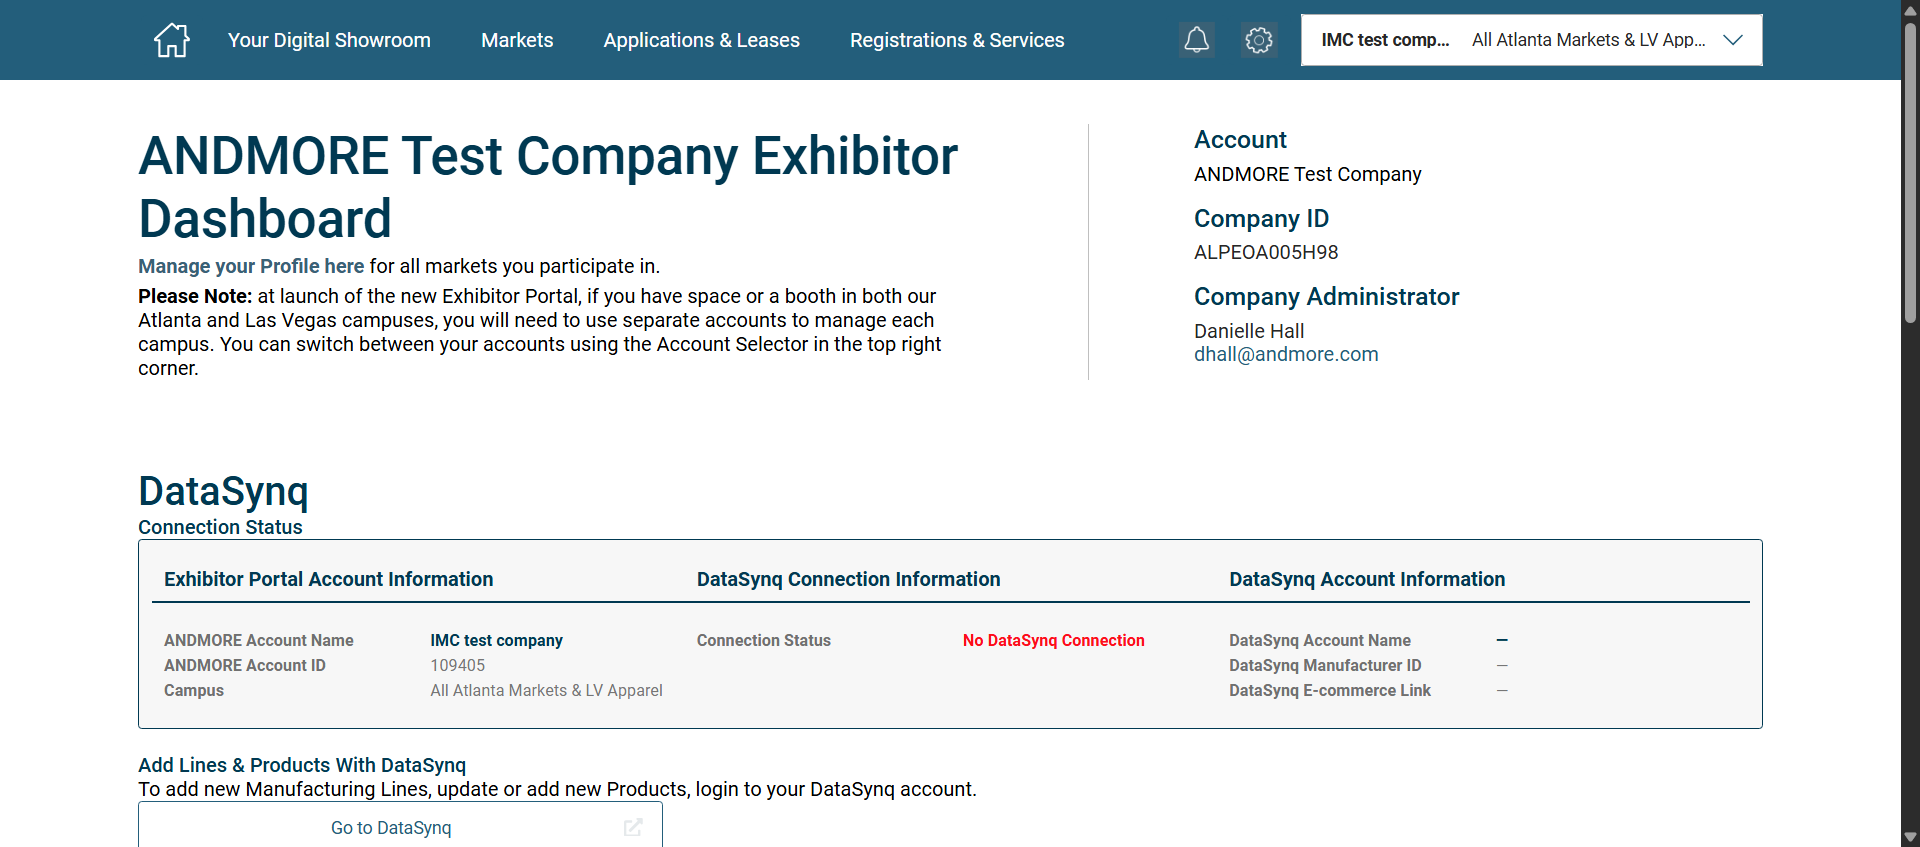 Your Digital Showroom
Markets
Applications & Leases
Registrations & Services
IMC test comp...
All Atlanta Markets & LV App...
ANDMORE Test Company Exhibitor
Dashboard
Manage your Profile here for all markets you participate in.
Please Note: at launch of the new Exhibitor Portal, if you have space or a booth in both our
Atlanta and Las Vegas campuses, you will need to use separate accounts to manage each
campus. You can switch between your accounts using the Account Selector in the top right
corner.
Account
ANDMORE Test Company
Company ID
ALPEOA005H98
Company Administrator
Danielle Hall
dhall@andmore.com
DataSynq
Connection Status
Exhibitor Portal Account Information
ANDMORE Account Name
IMC test company
ANDMORE Account ID
109405
Campus
All Atlanta Markets & LV Apparel
DataSynq Connection Information
Connection Status
No DataSynq Connection
DataSynq Account Information
DataSynq Account Name
—
DataSynq Manufacturer ID
—
DataSynq E-commerce Link
—
Add Lines & Products With DataSynq
To add new Manufacturing Lines, update or add new Products, login to your DataSynq account.
Go to DataSynq